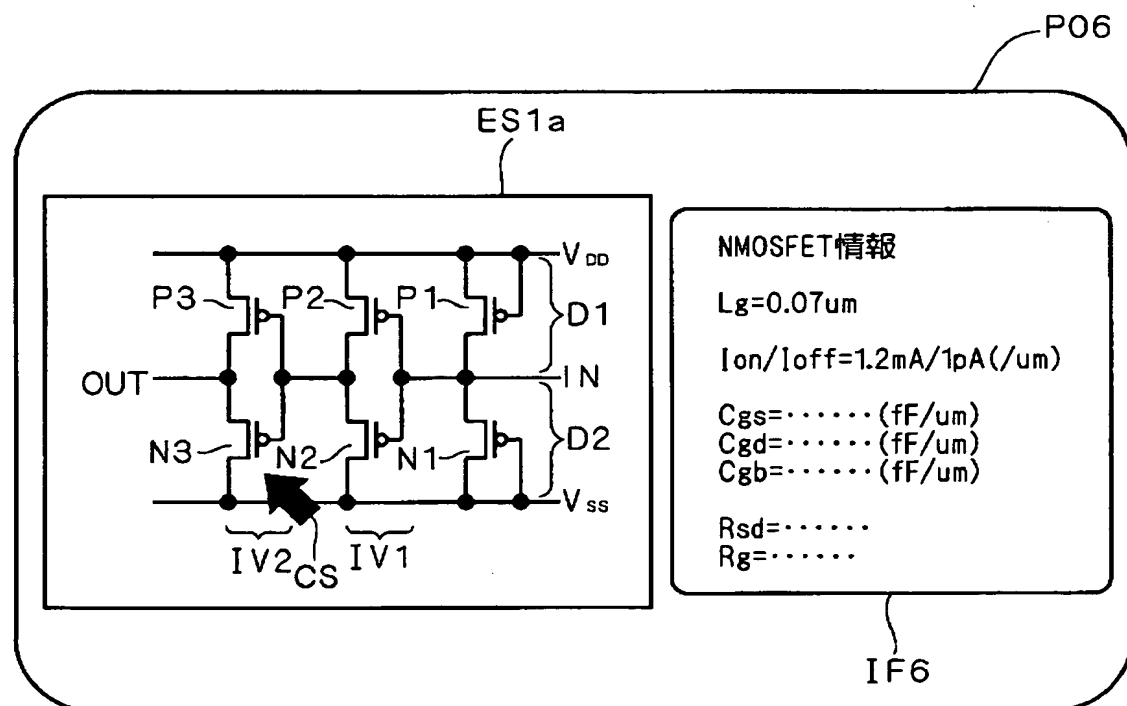 P06
ES1a
VDD
P3
P2
P1
D1
OUT
IN
N3
N2
N1
D2
VSS
IV2
CS
IV1
NMOSFET情報
Lg=0.07um
Ion/Ioff=1.2mA/1pA(/um)
Cgs=······(fF/um)
Cgd=······(fF/um)
Cgb=······(fF/um)
Rsd=······
Rg=······
IF6